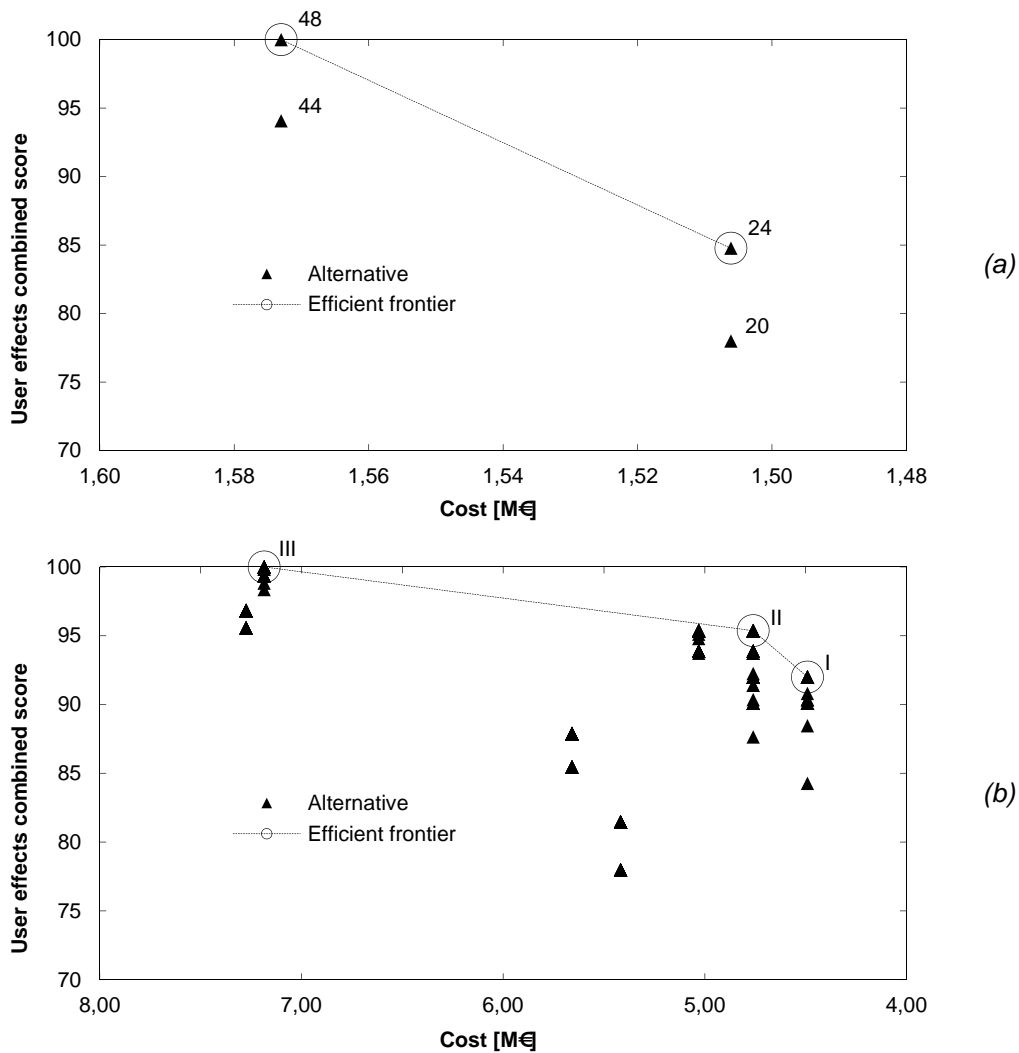 48
100
95
44
90
24
85
(a)
Alternative
Efficient frontier
80
20
75
70
1,60
1,58
1,56
1,54
1,52
1,50
1,48
User effects combined score
Cost [M€]
III
100
II
95
I
90
85
(b)
Alternative
Efficient frontier
80
75
70
8,00
7,00
6,00
5,00
4,00
User effects combined score
Cost [M€]